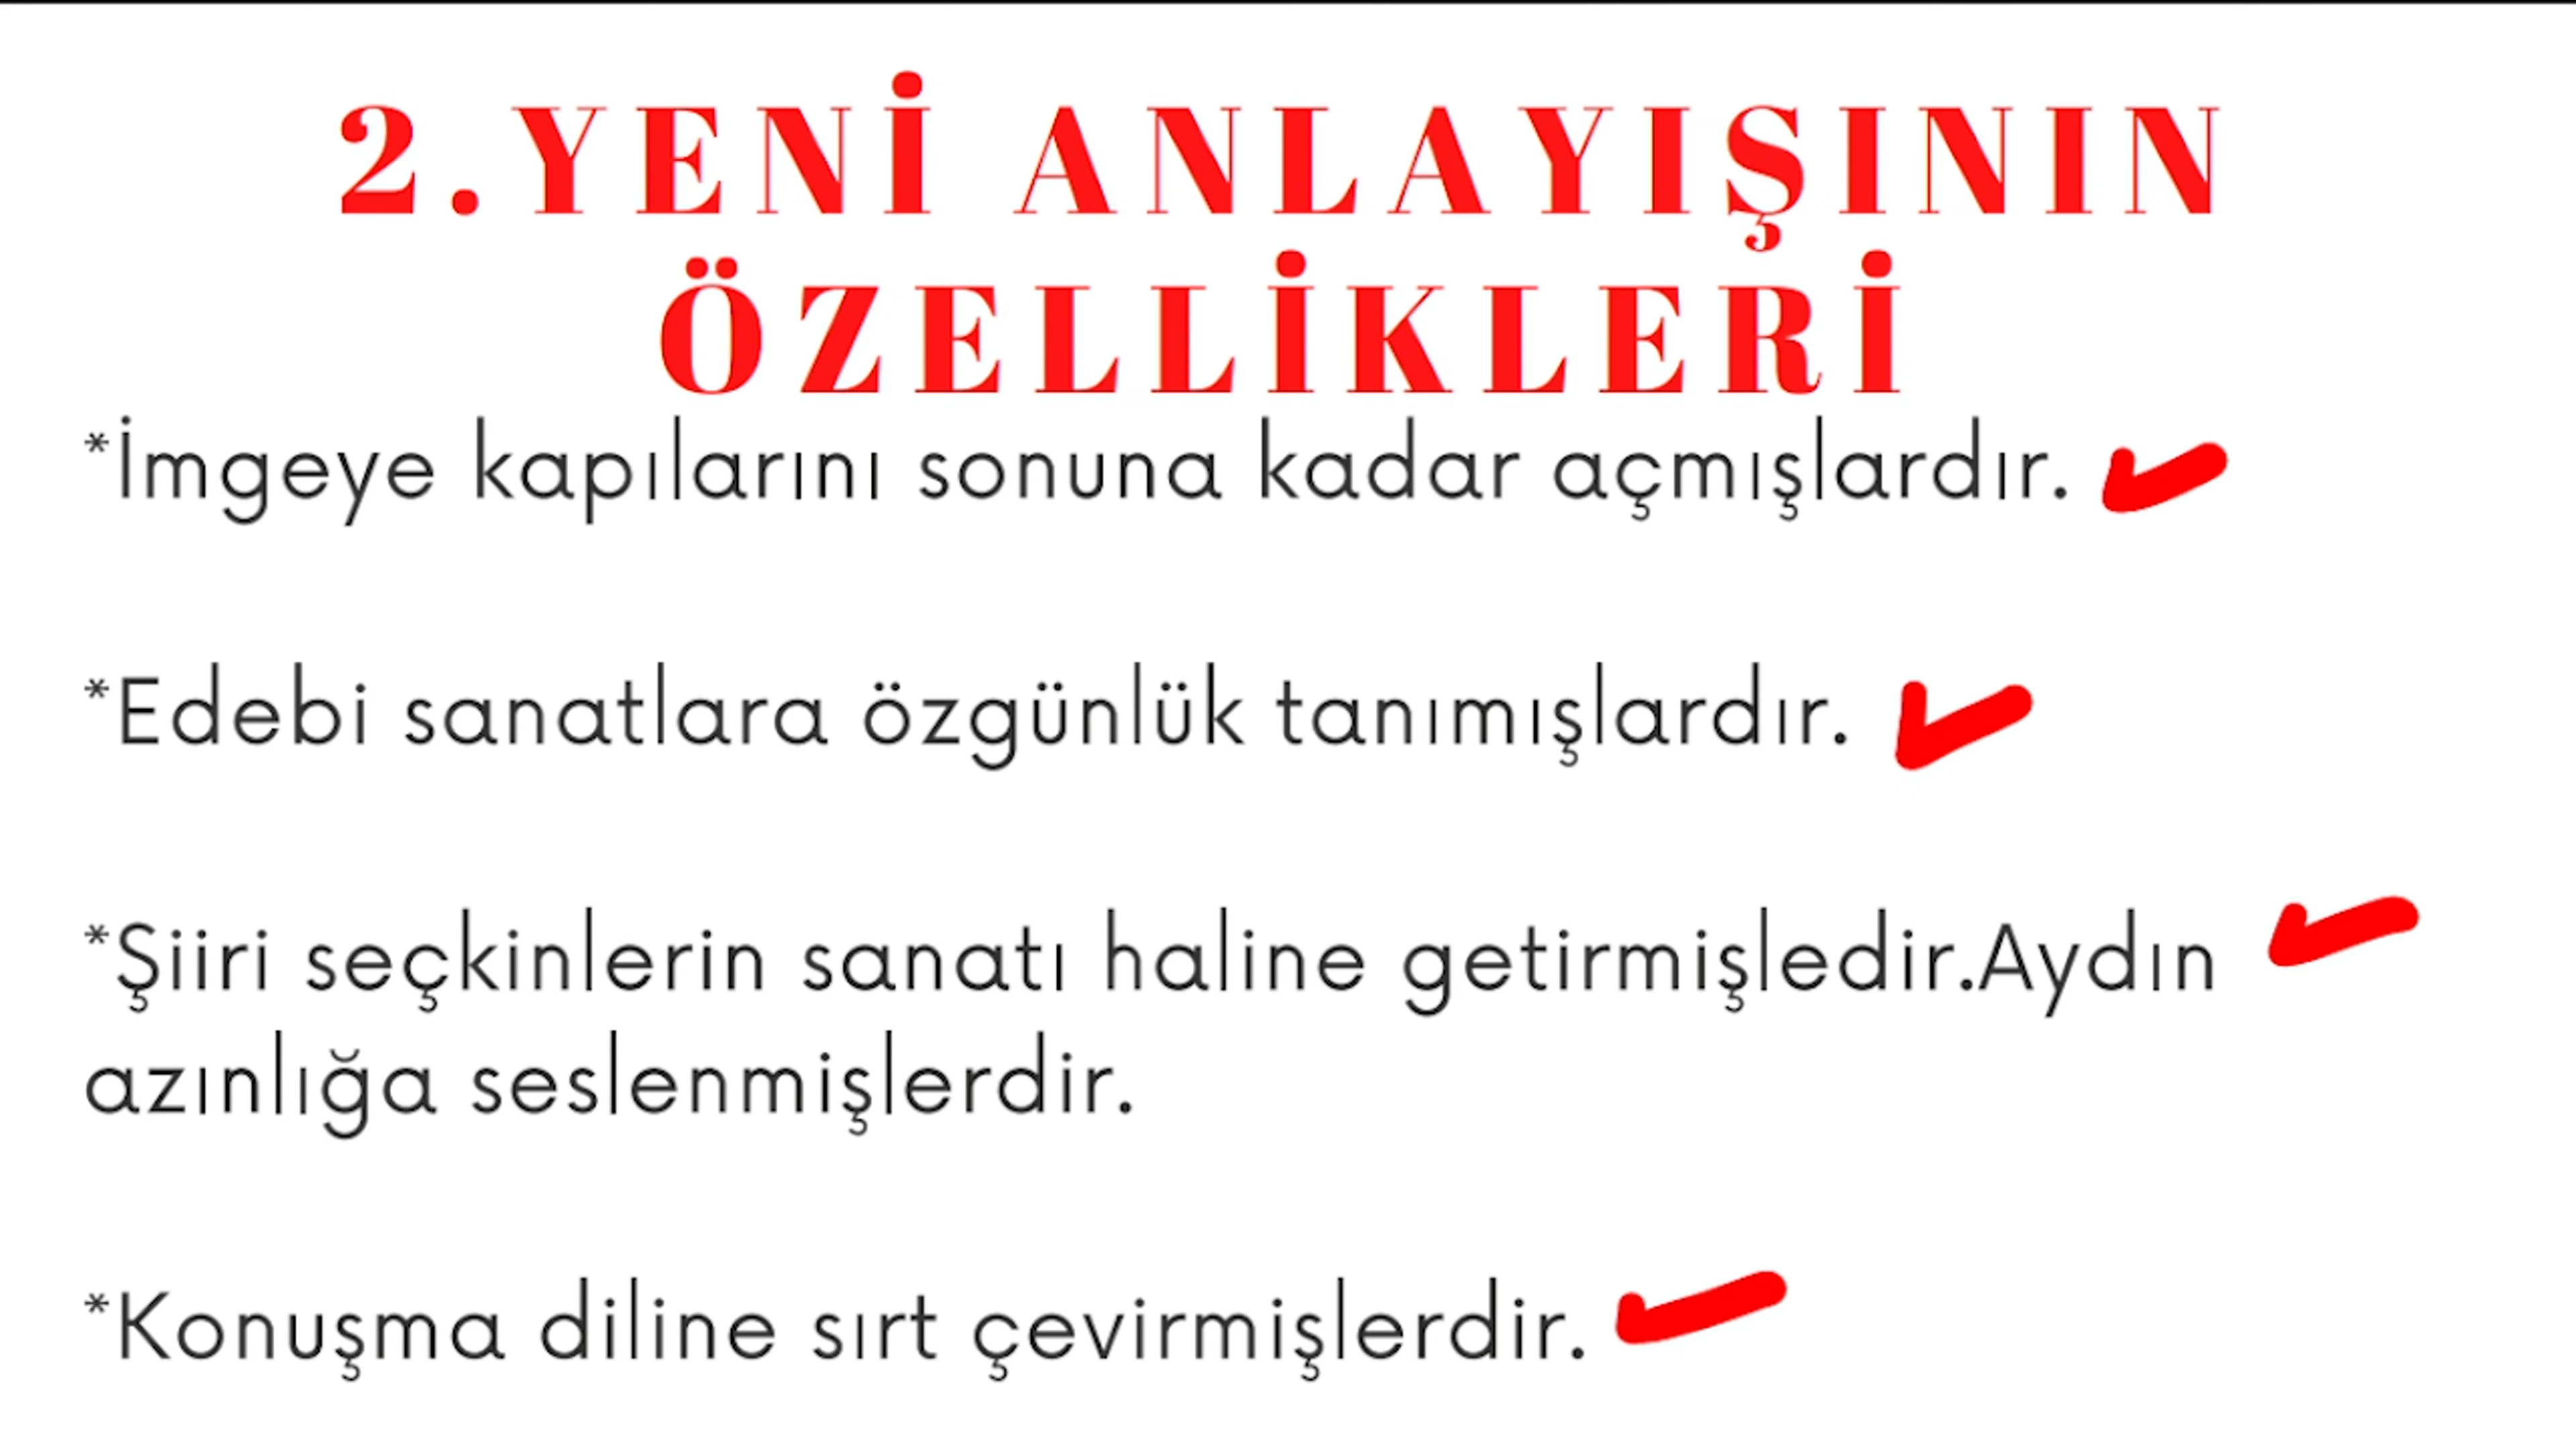 2.YENİ ANLAYIŞININ
ÖZELLİKLERİ
*İmgeye kapılarını sonuna kadar açmışlardır.
*Edebi sanatlara özgünlük tanımışlardır.
*Şiiri seçkinlerin sanatı haline getirmişledir.Aydın
azınlığa seslenmişlerdir.
*Konuşma diline sırt çevirmişlerdir.